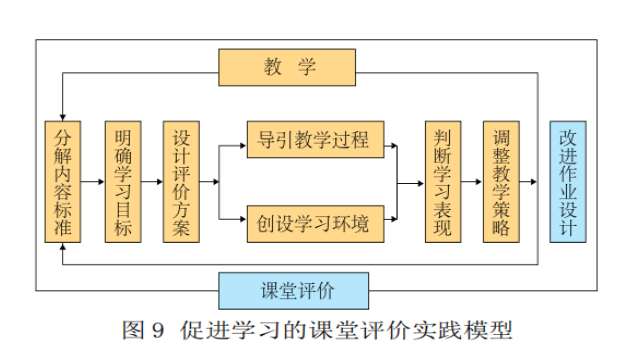 教 学
分解内容标准
明确学习目标
设计评价方案
导引教学过程
创设学习环境
判断学习表现
调整教学策略
改进作业设计
课堂评价
图 9 促进学习的课堂评价实践模型